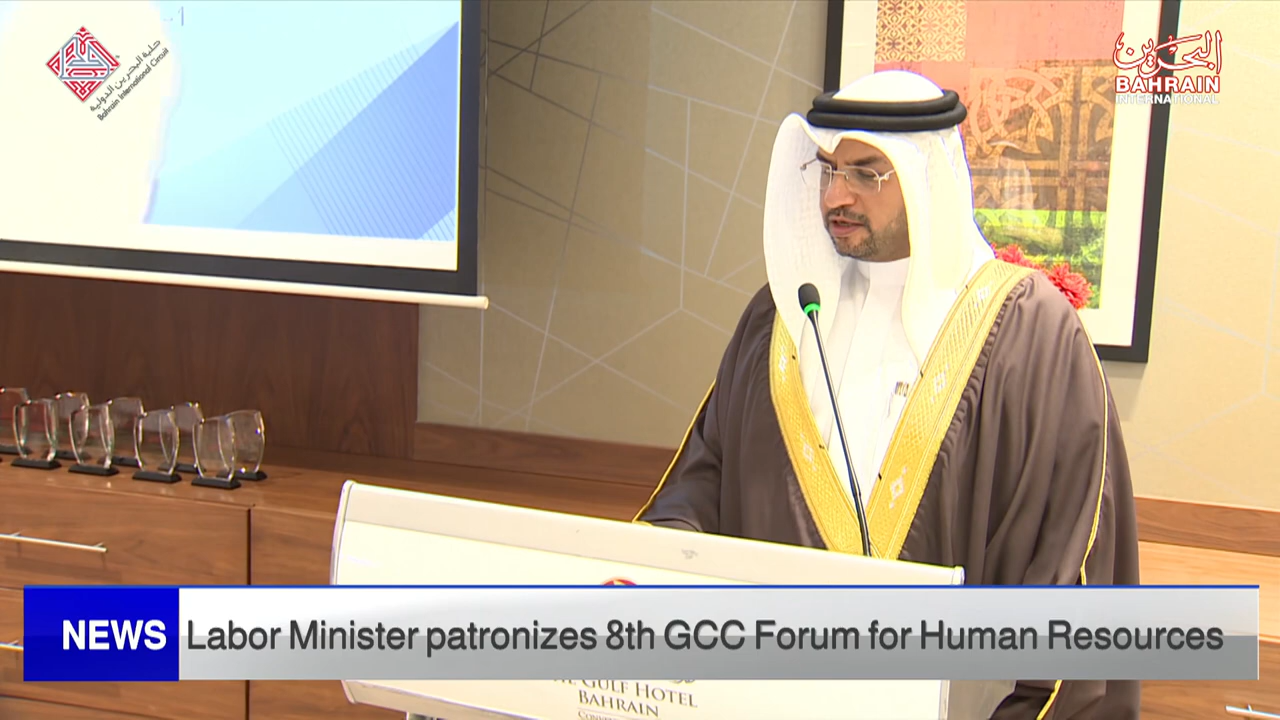 حلبة البحرين الدولية
Bahrain International Circuit
البحرين
BAHRAIN
INTERNATIONAL
NEWS
Labor Minister patronizes 8th GCC Forum for Human Resources
GULF HOTEL
BAHRAIN